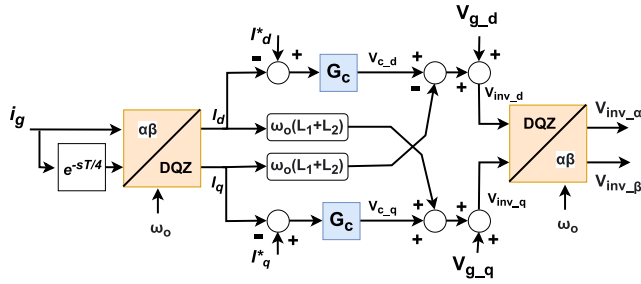 I*d
- + Gc Vc_d + - + Vg_d + +
ig αβ DQZ Id ωo(L1+L2) Vinv_d DQZ αβ Vinv_α
e-sT/4 Iq ωo(L1+L2) Vinv_β
ωo - + Gc Vc_q + + + + + Vinv_q ωo
I*q Vg_q